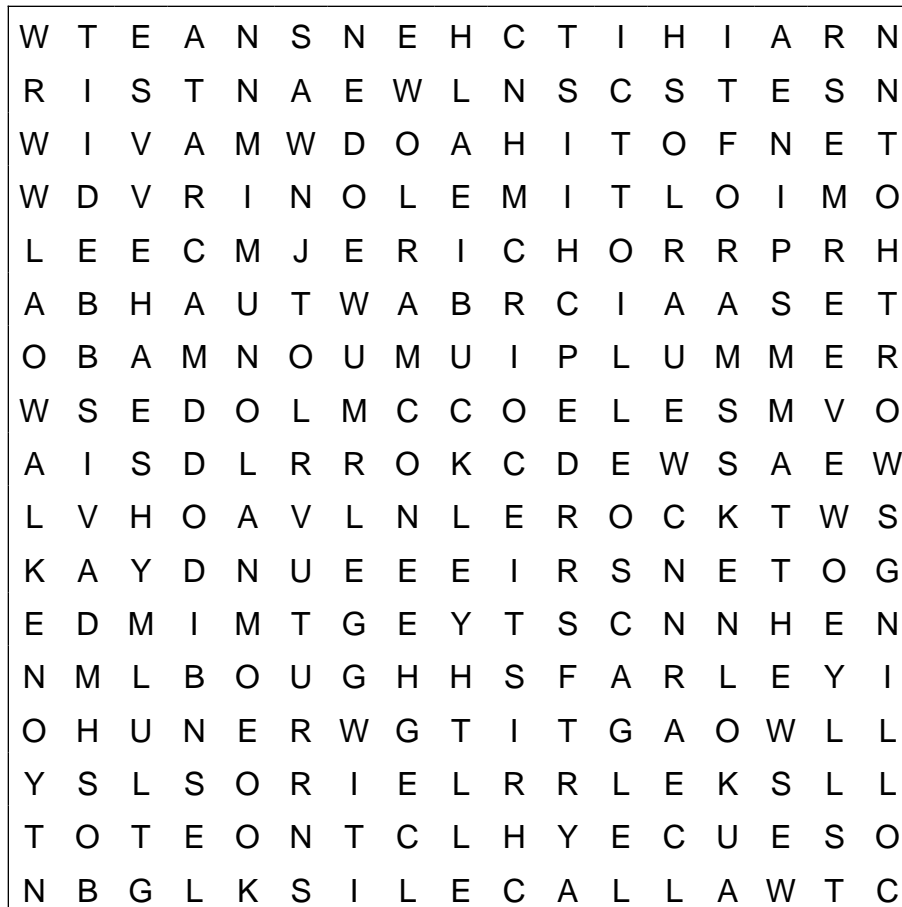 W T E A N S N E H C T I H I A R N
R I S T N A E W L N S C S T E S N
W I V A M W D O A H I T O F N E T
W D V R I N O L E M I T L O I M O
L E E C M J E R I C H O R R P R H
A B H A U T W A B R C I A A S E T
O B A M N O U M U I P L U M M E R
W S E D O L M C C O E L E S M V O
A I S D L R R O K C D E W S A E W
L V H O A V L N L E R O C K T W S
K A Y D N U E E E I R S N E T O G
E D M I M T G E Y T S C N N H E N
N M L B O U G H H S F A R L E Y I
O H U N E R W G T I T G A O W L L
Y S L S O R I E L R R L E K S L L
T O T E O N T C L H Y E C U E S O
N B G L K S I L E C A L L A W T C